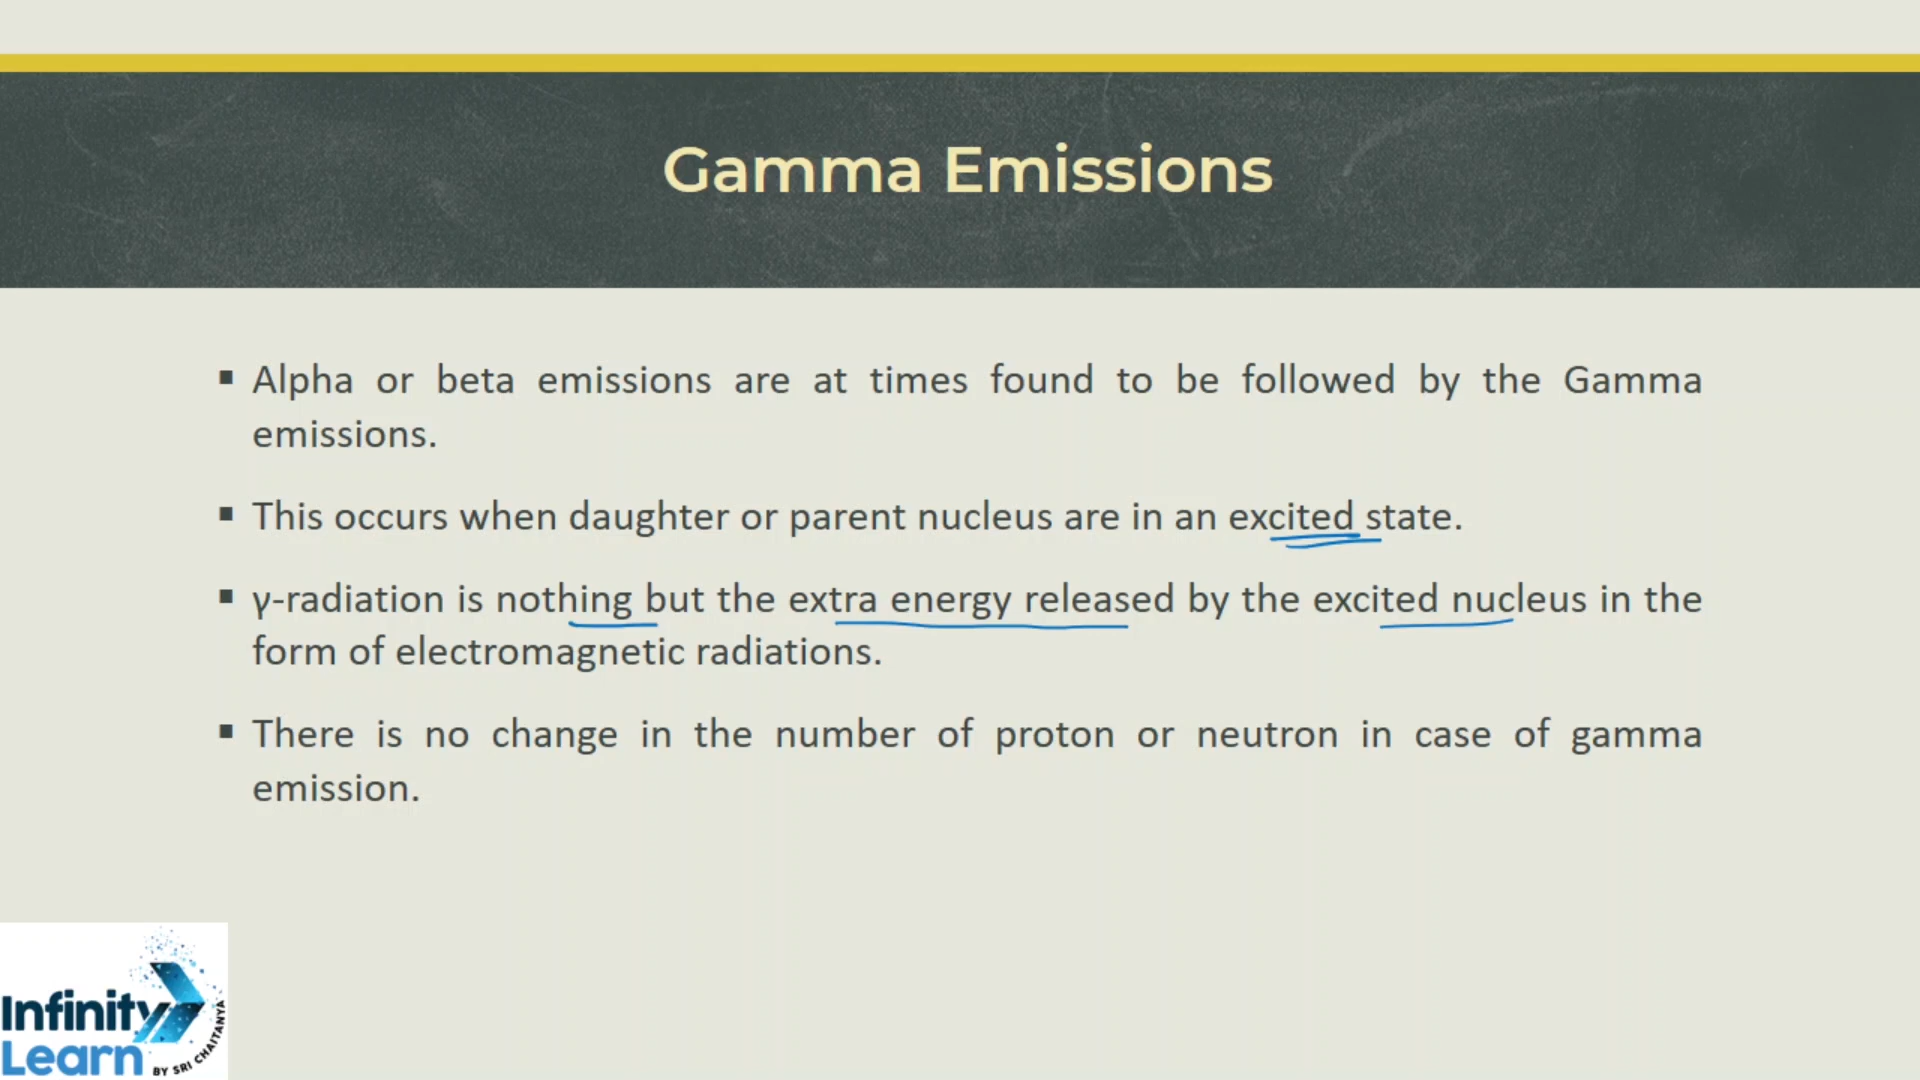 Gamma Emissions
▪ Alpha or beta emissions are at times found to be followed by the Gamma
emissions.
▪ This occurs when daughter or parent nucleus are in an excited state.
▪ γ-radiation is nothing but the extra energy released by the excited nucleus in the
form of electromagnetic radiations.
▪ There is no change in the number of proton or neutron in case of gamma
emission.
Infinity
Learn
BY SRI CHAITANYA